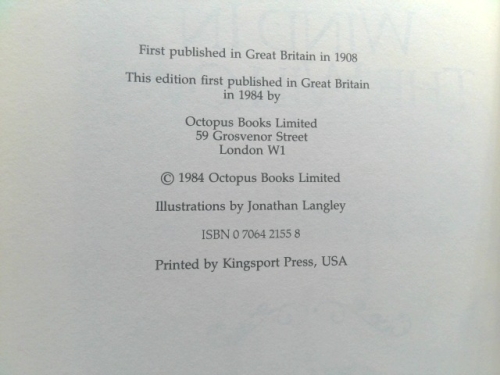 First published in Great Britain in 1908
This edition first published in Great Britain
in 1984 by
Octopus Books Limited
59 Grosvenor Street
London W1
© 1984 Octopus Books Limited
Illustrations by Jonathan Langley
ISBN 0 7064 2155 8
Printed by Kingsport Press, USA